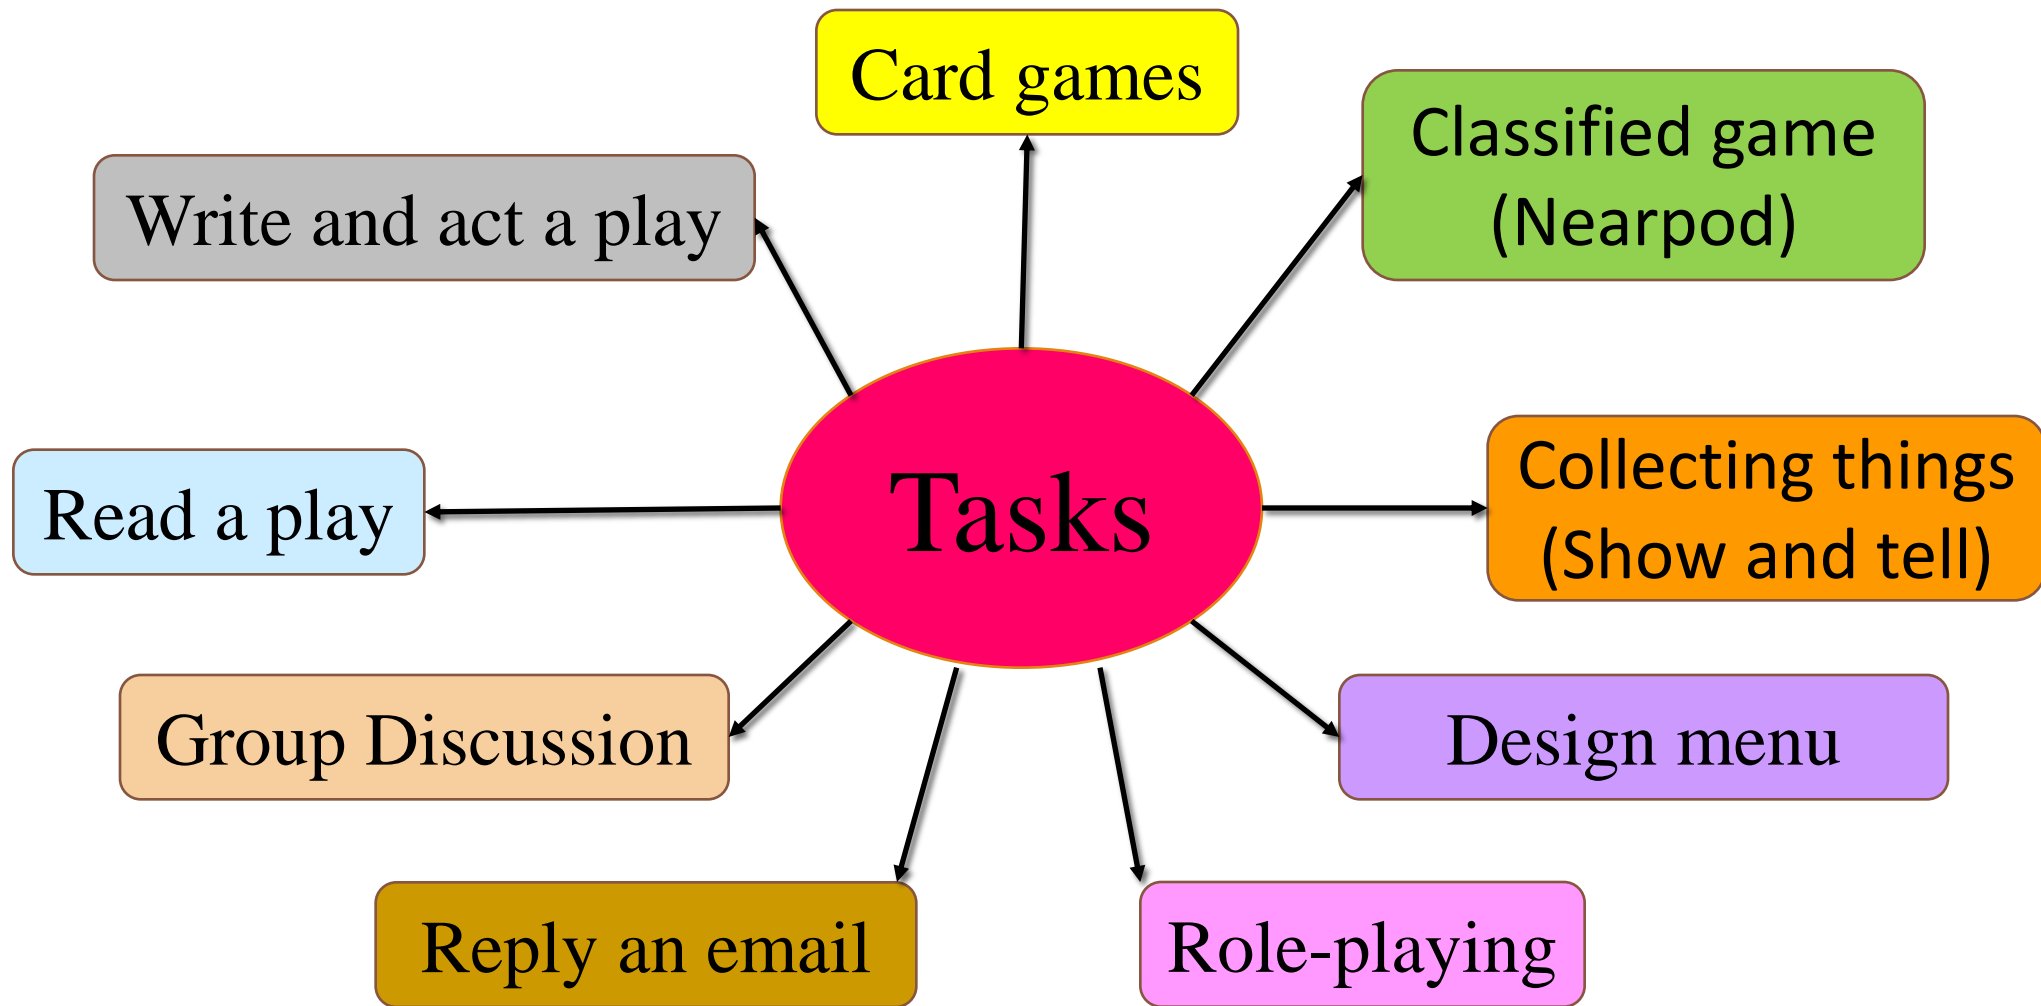 Card games
Classified game
(Nearpod)
Write and act a play
Collecting things
(Show and tell)
Tasks
Read a play
Group Discussion
Design menu
Reply an email
Role-playing